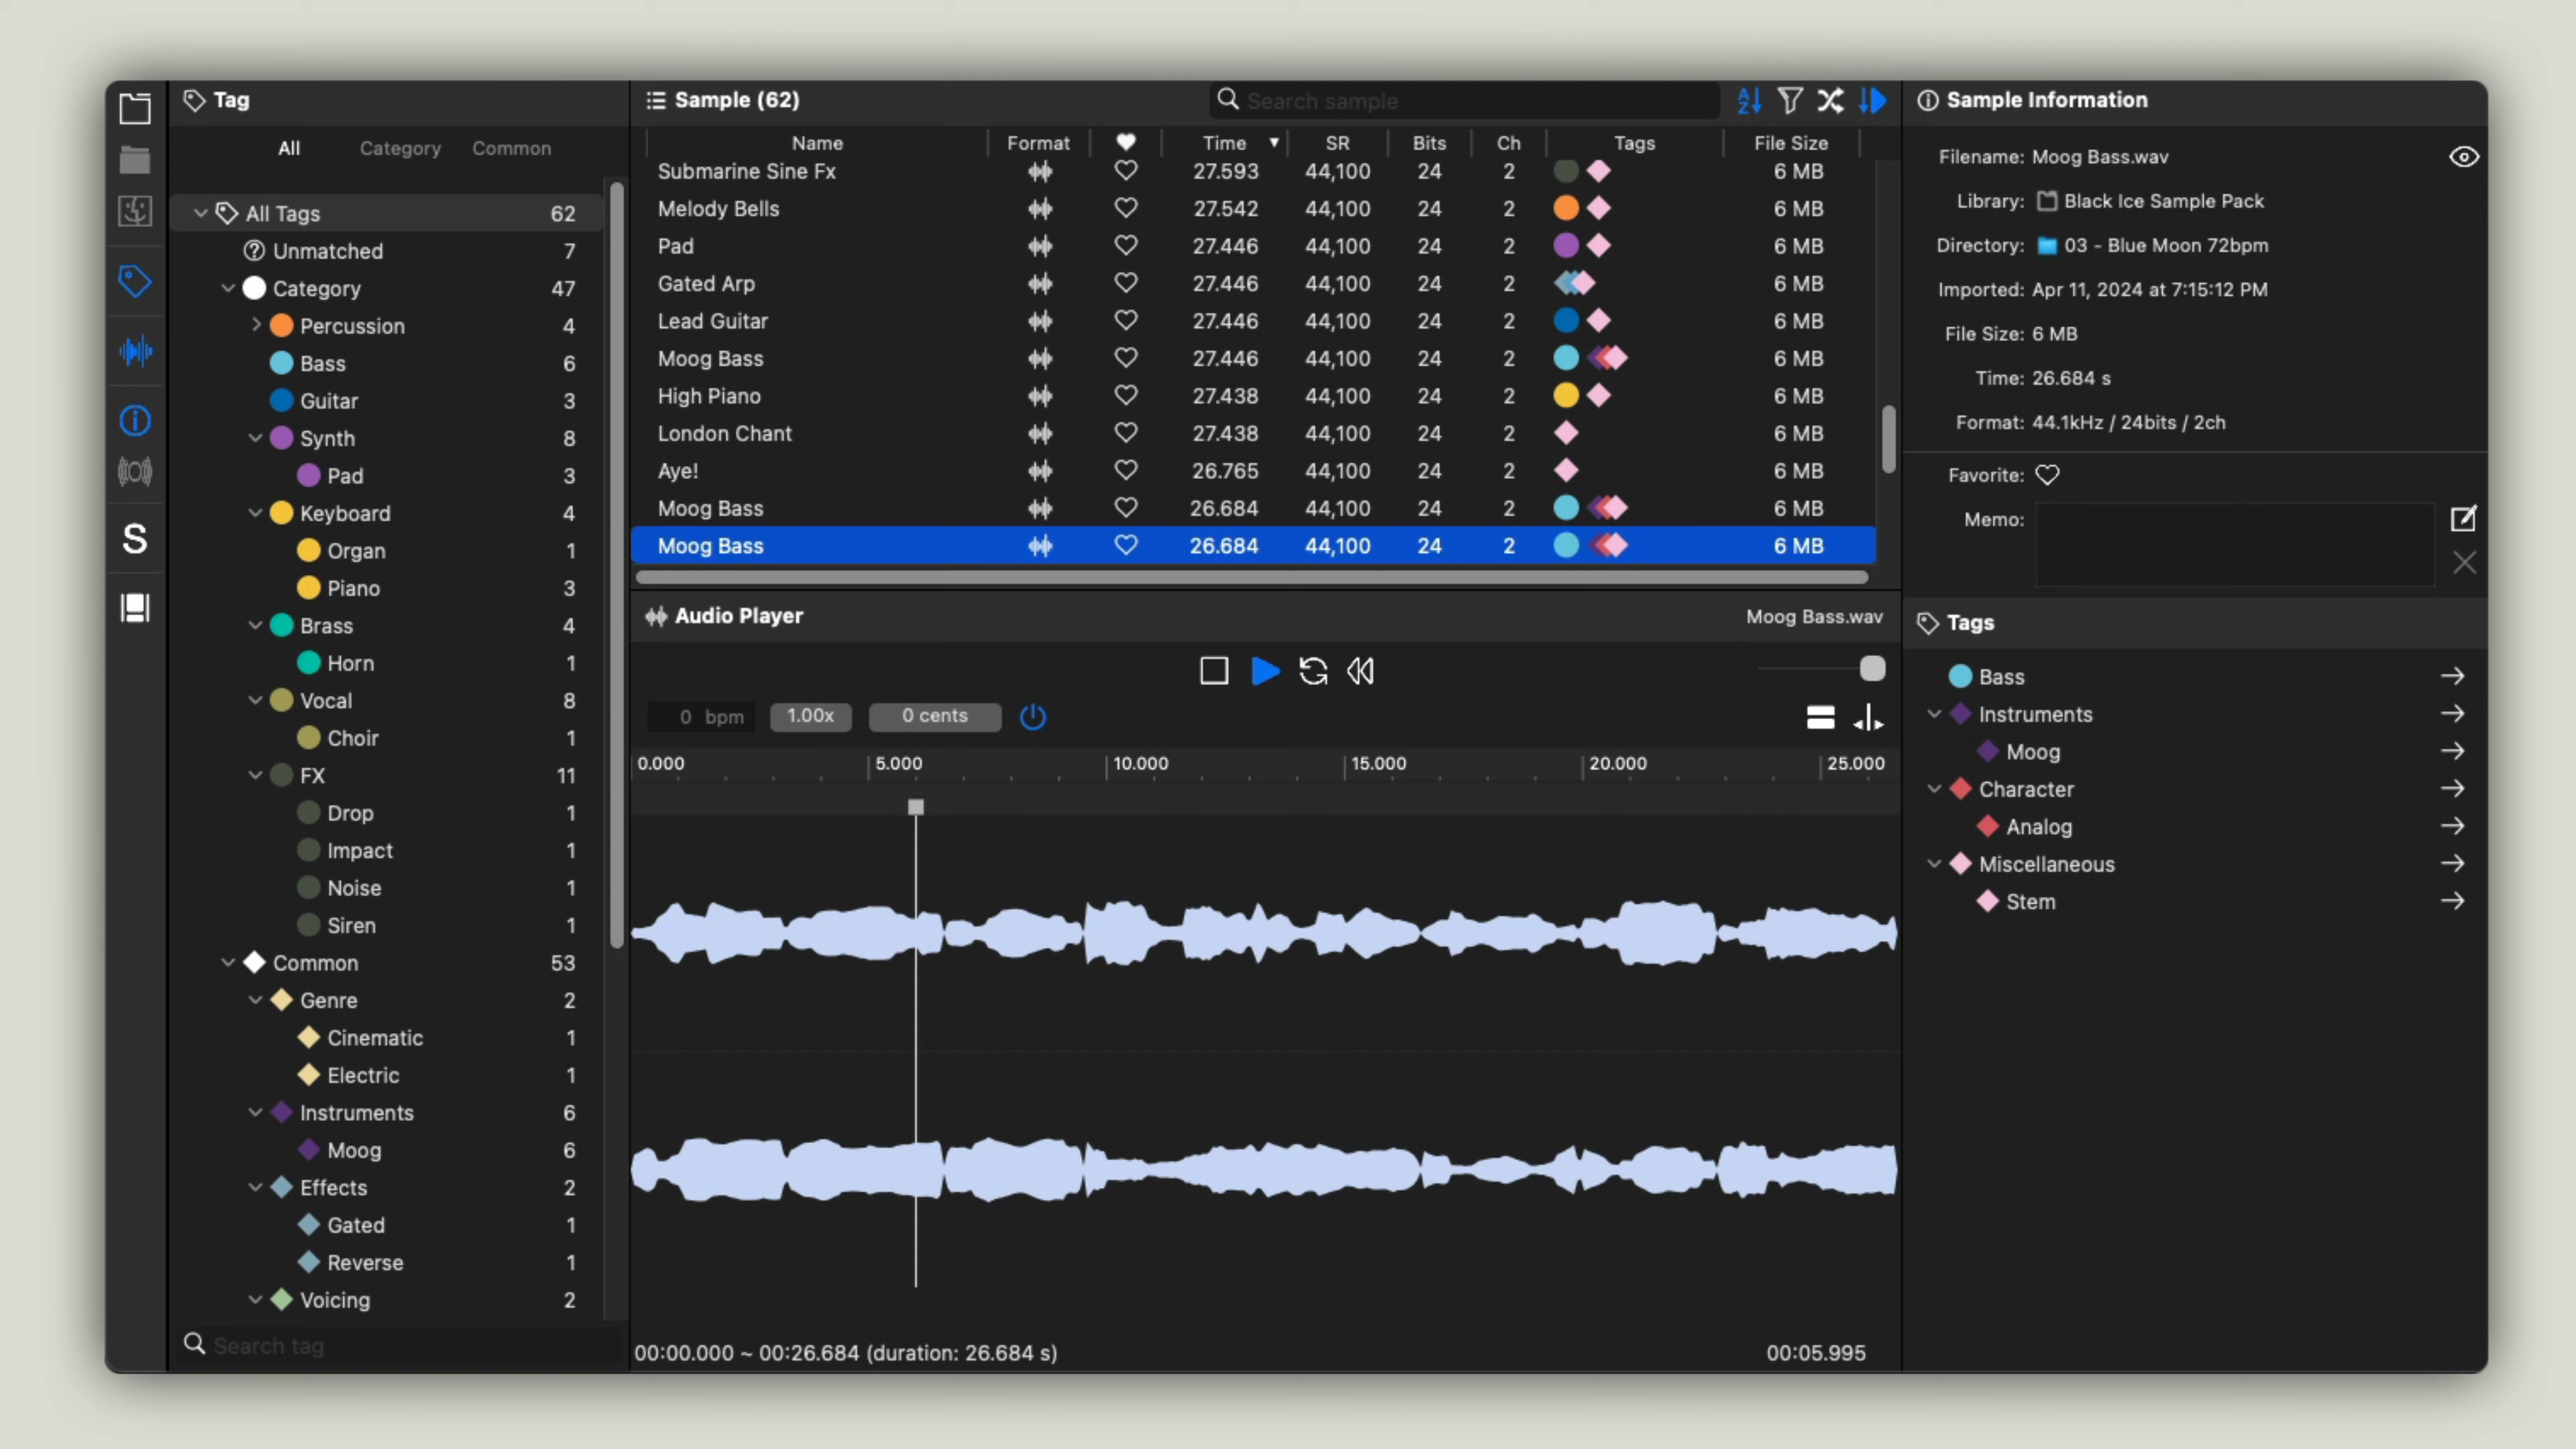 Tag
All Category Common
All Tags 62
Unmatched 7
Category 47
Percussion 4
Bass 6
Guitar 3
Synth 8
Pad 3
Keyboard 4
Organ 1
Piano 3
Brass 4
Horn 1
Vocal 8
Choir 1
FX 11
Drop 1
Impact 1
Noise 1
Siren 1
Common 53
Genre 2
Cinematic 1
Electric 1
Instruments 6
Moog 6
Effects 2
Gated 1
Reverse 1
Voicing 2
Search tag
Sample (62) Search sample
Name Format Time SR Bits Ch Tags File Size
Submarine Sine Fx 27.593 44,100 24 2 6 MB
Melody Bells 27.542 44,100 24 2 6 MB
Pad 27.446 44,100 24 2 6 MB
Gated Arp 27.446 44,100 24 2 6 MB
Lead Guitar 27.446 44,100 24 2 6 MB
Moog Bass 27.446 44,100 24 2 6 MB
High Piano 27.438 44,100 24 2 6 MB
London Chant 27.438 44,100 24 2 6 MB
Aye! 26.765 44,100 24 2 6 MB
Moog Bass 26.684 44,100 24 2 6 MB
Moog Bass 26.684 44,100 24 2 6 MB
Audio Player Moog Bass.wav
0 bpm 1.00x 0 cents
0.000 5.000 10.000 15.000 20.000 25.000
00:00.000 ~ 00:26.684 (duration: 26.684 s) 00:05.995
Sample Information
Filename: Moog Bass.wav
Library: Black Ice Sample Pack
Directory: 03 - Blue Moon 72bpm
Imported: Apr 11, 2024 at 7:15:12 PM
File Size: 6 MB
Time: 26.684 s
Format: 44.1kHz / 24bits / 2ch
Favorite:
Memo:
Tags
Bass
Instruments
Moog
Character
Analog
Miscellaneous
Stem
S